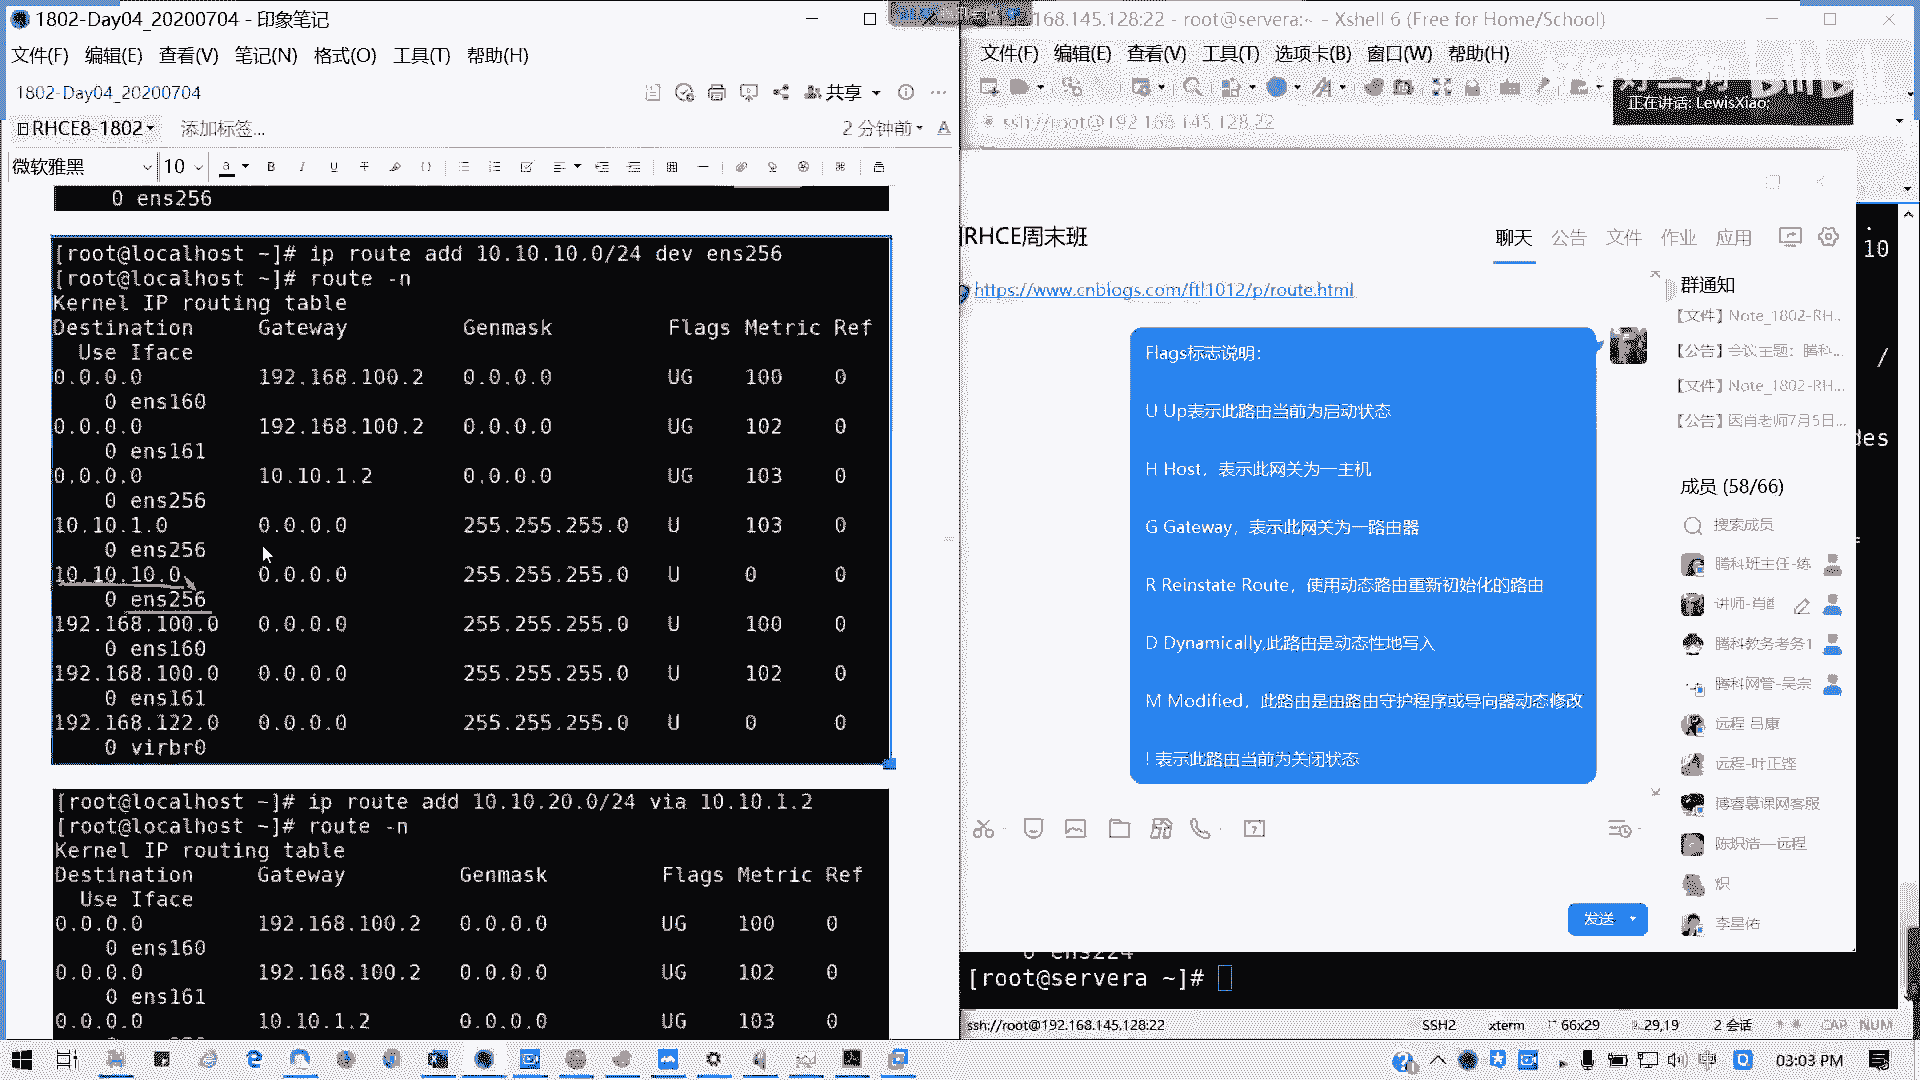 1802-Day04_20200704 - 印象笔记
文件(F) 编辑(E) 查看(V) 笔记(N) 格式(O) 工具(T) 帮助(H)
1802-Day04_20200704
共享
RHCE8-1802
添加标签...
2 分钟前
微软雅黑
10
0 ens256
[root@localhost ~]# ip route add 10.10.10.0/24 dev ens256
[root@localhost ~]# route -n
Kernel IP routing table
Destination Gateway Genmask Flags Metric Ref
Use Iface
0.0.0.0 192.168.100.2 0.0.0.0 UG 100 0
0 ens160
0.0.0.0 192.168.100.2 0.0.0.0 UG 102 0
0 ens161
0.0.0.0 10.10.1.2 0.0.0.0 UG 103 0
0 ens256
10.10.1.0 0.0.0.0 255.255.255.0 U 103 0
0 ens256
10.10.10.0 0.0.0.0 255.255.255.0 U 0 0
0 ens256
192.168.100.0 0.0.0.0 255.255.255.0 U 100 0
0 ens160
192.168.100.0 0.0.0.0 255.255.255.0 U 102 0
0 ens161
192.168.122.0 0.0.0.0 255.255.255.0 U 0 0
0 virbr0
[root@localhost ~]# ip route add 10.10.20.0/24 via 10.10.1.2
[root@localhost ~]# route -n
Kernel IP routing table
Destination Gateway Genmask Flags Metric Ref
Use Iface
0.0.0.0 192.168.100.2 0.0.0.0 UG 100 0
0 ens160
0.0.0.0 192.168.100.2 0.0.0.0 UG 102 0
0 ens161
0.0.0.0 10.10.1.2 0.0.0.0 UG 103 0
.168.145.128:22 - root@servera:~ - Xshell 6 (Free for Home/School)
文件(F) 编辑(E) 查看(V) 工具(T) 选项卡(B) 窗口(W) 帮助(H)
正在讲话: LewisXiao;
ssh://root@192.168.145.128:22
RHCE周末班
聊天 公告 文件 作业 应用
https://www.cnblogs.com/ftl1012/p/route.html
Flags标志说明:
U Up表示此路由当前为启动状态
H Host，表示此网关为一主机
G Gateway，表示此网关为一路由器
R Reinstate Route，使用动态路由重新初始化的路由
D Dynamically,此路由是动态性地写入
M Modified，此路由是由路由守护程序或导向器动态修改
! 表示此路由当前为关闭状态
发送
群通知
【文件】Note_1802-RH...
【公告】会议主题：腾科...
【文件】Note_1802-RH...
【公告】因肖老师7月5日...
成员 (58/66)
搜索成员
腾科班主任-练
腾科教务考务1
腾科网管-吴宗
远程 吕康
远程-叶正铿
博睿慕课网客服
陈炽浩—远程
炽
李星佑
10
/
des
0 ens224
[root@servera ~]#
ssh://root@192.168.145.128:22 SSH2 xterm 66x29 29,19 2 会话 CAP NUM
中
03:03 PM